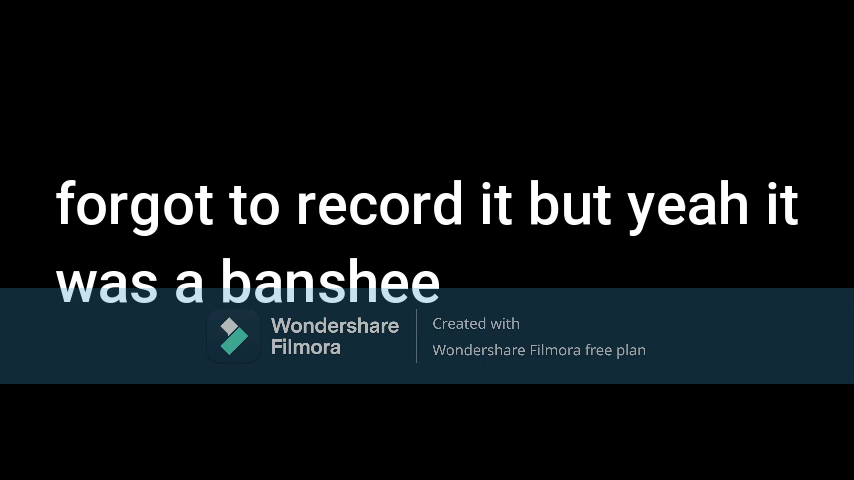 forgot to record it but yeah it
was a banshee
Wondershare
Filmora
Created with
Wondershare Filmora free plan